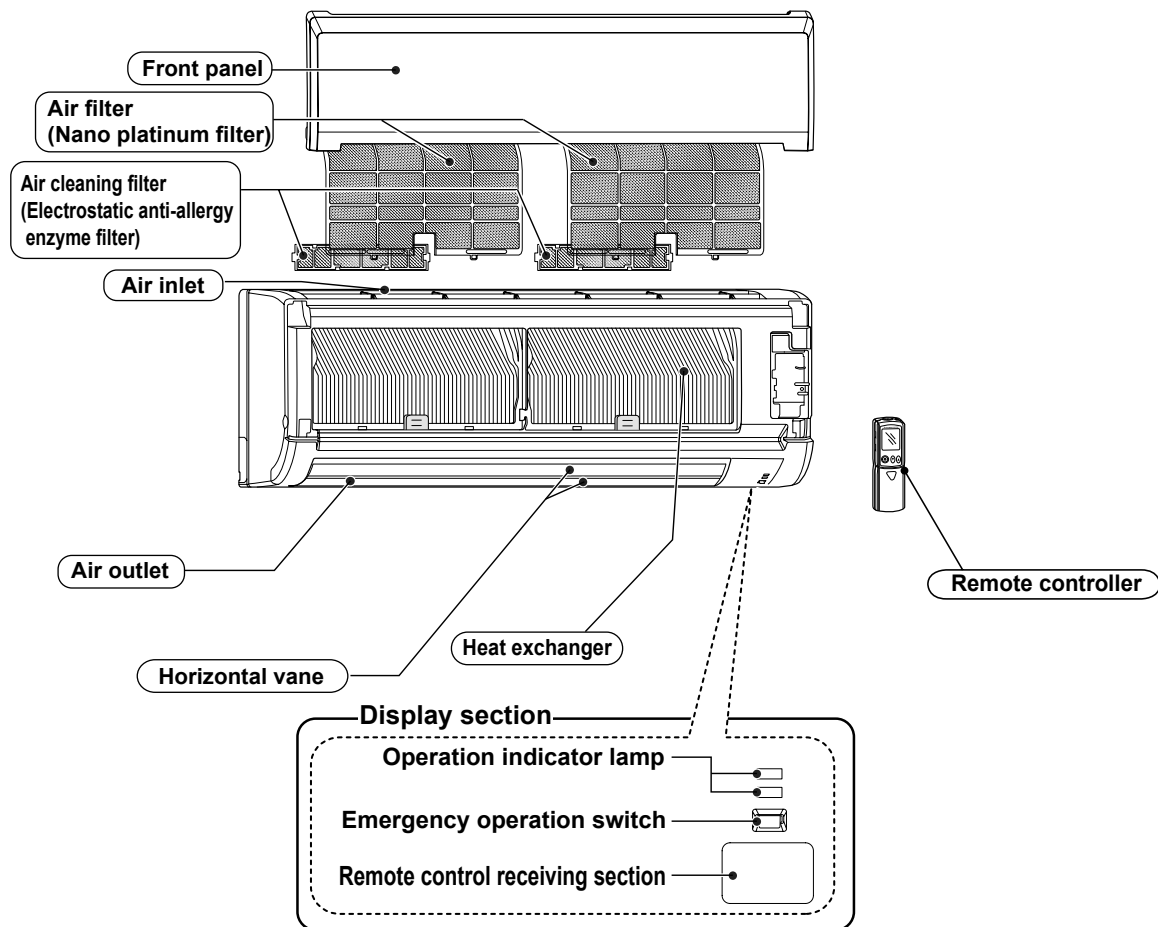 Front panel
Air filter
(Nano platinum filter)
Air cleaning filter
(Electrostatic anti-allergy
enzyme filter)
Air inlet
Air outlet
Remote controller
Heat exchanger
Horizontal vane
Display section
Operation indicator lamp
Emergency operation switch
Remote control receiving section